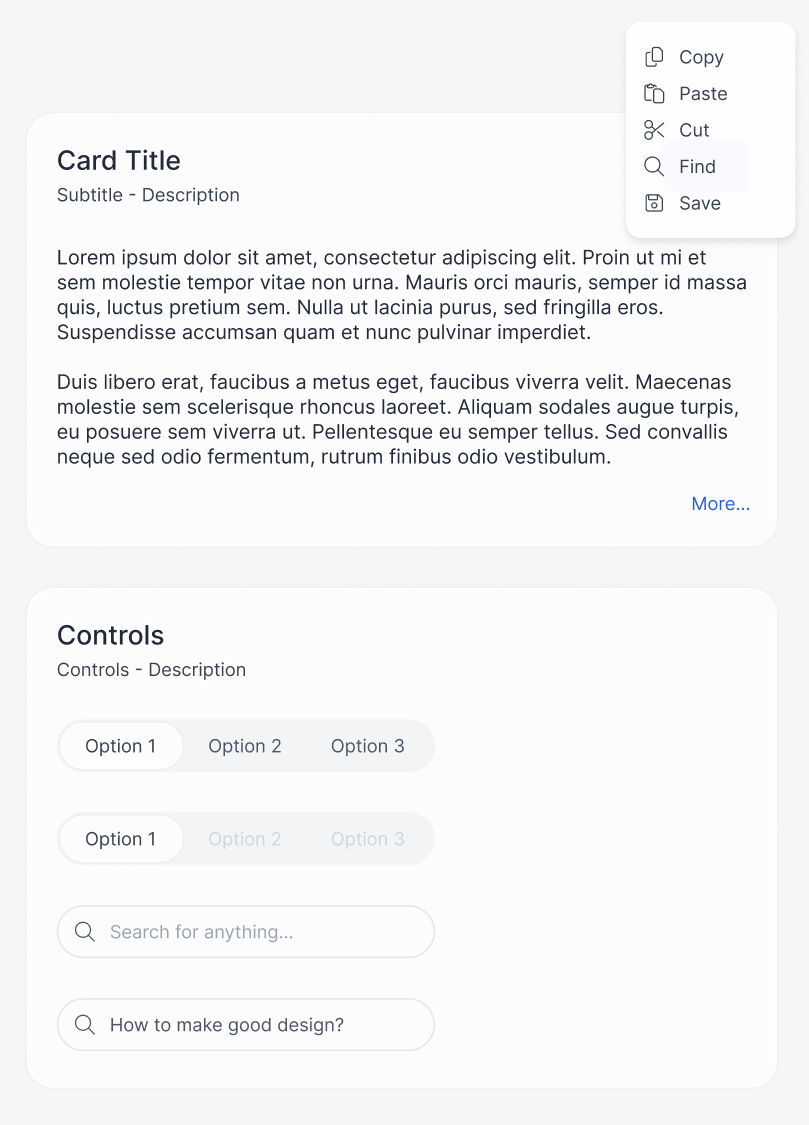 Copy
Paste
Cut
Find
Save
Card Title
Subtitle - Description
Lorem ipsum dolor sit amet, consectetur adipiscing elit. Proin ut mi et
sem molestie tempor vitae non urna. Mauris orci mauris, semper id massa
quis, luctus pretium sem. Nulla ut lacinia purus, sed fringilla eros.
Suspendisse accumsan quam et nunc pulvinar imperdiet.
Duis libero erat, faucibus a metus eget, faucibus viverra velit. Maecenas
molestie sem scelerisque rhoncus laoreet. Aliquam sodales augue turpis,
eu posuere sem viverra ut. Pellentesque eu semper tellus. Sed convallis
neque sed odio fermentum, rutrum finibus odio vestibulum.
More...
Controls
Controls - Description
Option 1 Option 2 Option 3
Option 1 Option 2 Option 3
Search for anything...
How to make good design?